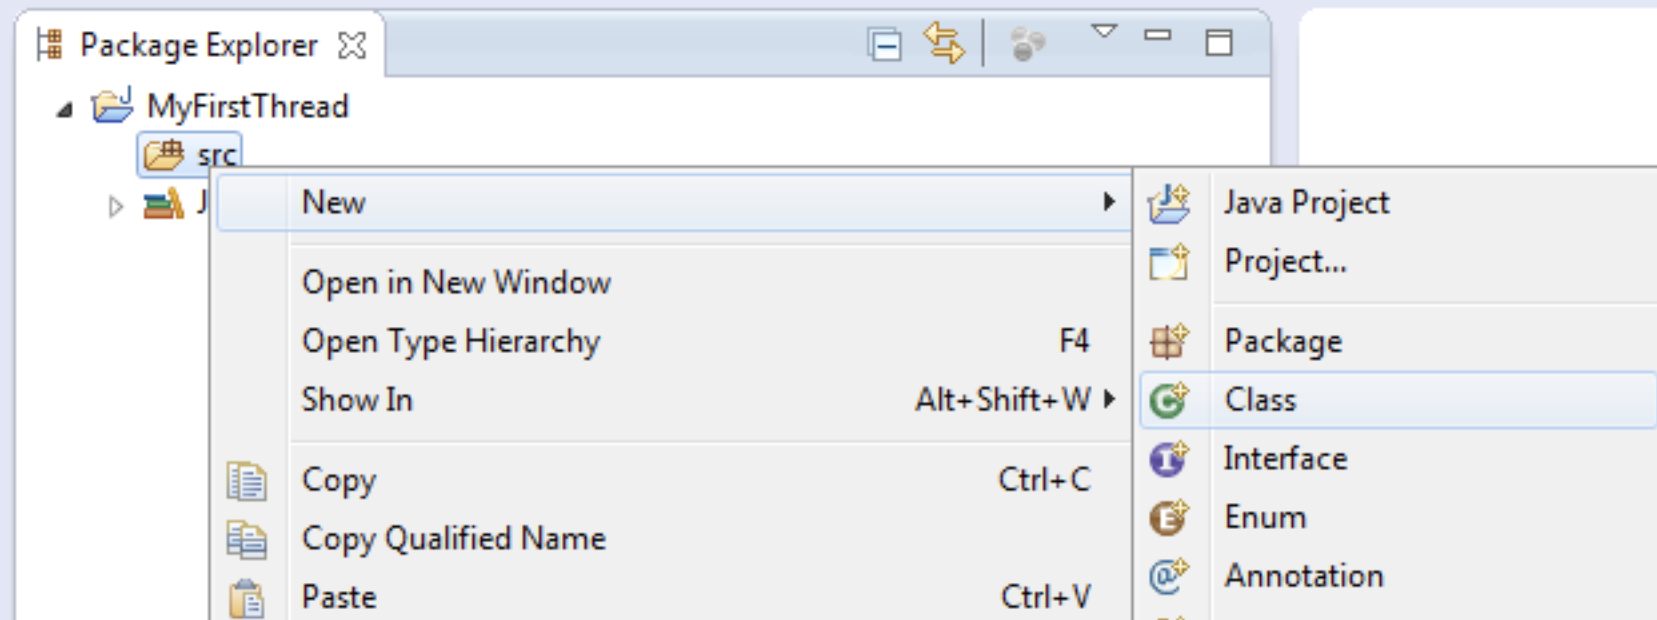 Package Explorer
MyFirstThread
src
J
New
Java Project
Project...
Open in New Window
Open Type Hierarchy F4
Package
Show In Alt+Shift+W
Class
Interface
Copy Ctrl+C
Enum
Copy Qualified Name
Annotation
Paste Ctrl+V